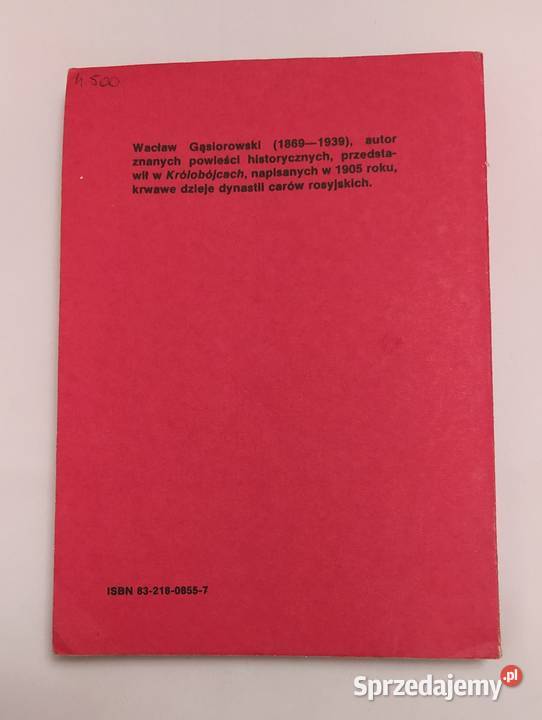 4.500
Wacław Gąsiorowski (1869—1939), autor
znanych powieści historycznych, przedsta-
wił w Królobójcach, napisanych w 1905 roku,
krwawe dzieje dynastii carów rosyjskich.
ISBN 83-218-0855-7
Sprzedajemy.pl